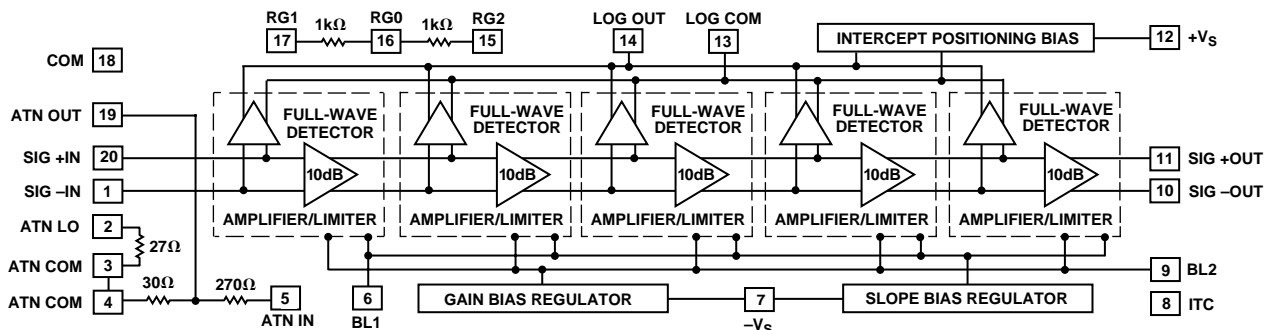 RG1 1kΩ RG0 1kΩ RG2 LOG OUT LOG COM
17 16 15 14 13 INTERCEPT POSITIONING BIAS 12 +VS
COM 18
ATN OUT 19 FULL-WAVE DETECTOR FULL-WAVE DETECTOR FULL-WAVE DETECTOR FULL-WAVE DETECTOR FULL-WAVE DETECTOR
SIG +IN 20 11 SIG +OUT
10dB 10dB 10dB 10dB 10dB
SIG –IN 1 10 SIG –OUT
AMPLIFIER/LIMITER AMPLIFIER/LIMITER AMPLIFIER/LIMITER AMPLIFIER/LIMITER AMPLIFIER/LIMITER
ATN LO 2
27Ω
ATN COM 3 9 BL2
30Ω 270Ω
ATN COM 4 5 6 GAIN BIAS REGULATOR 7 SLOPE BIAS REGULATOR 8 ITC
ATN IN BL1 –VS